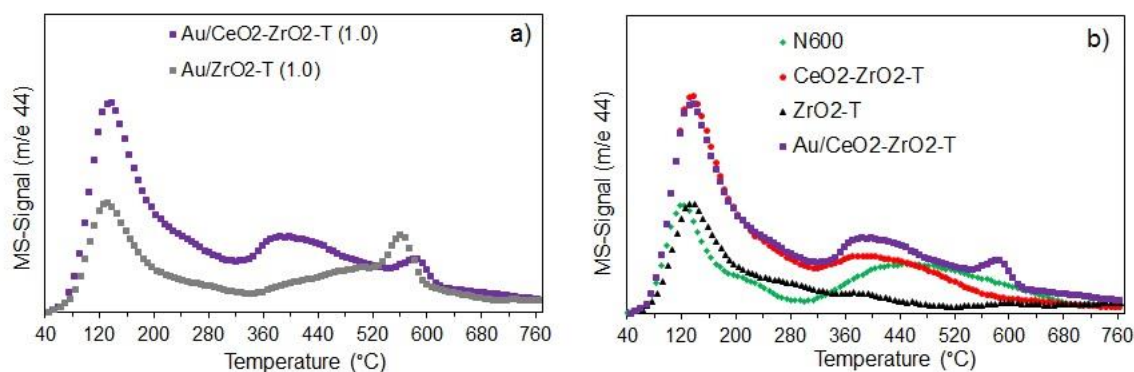 Au/CeO2-ZrO2-T (1.0)
Au/ZrO2-T (1.0)
a)
MS-Signal (m/e 44)
40 120 200 280 360 440 520 600 680 760
Temperature (°C)
N600
CeO2-ZrO2-T
ZrO2-T
Au/CeO2-ZrO2-T
b)
MS-Signal (m/e 44)
40 120 200 280 360 440 520 600 680 760
Temperature (°C)